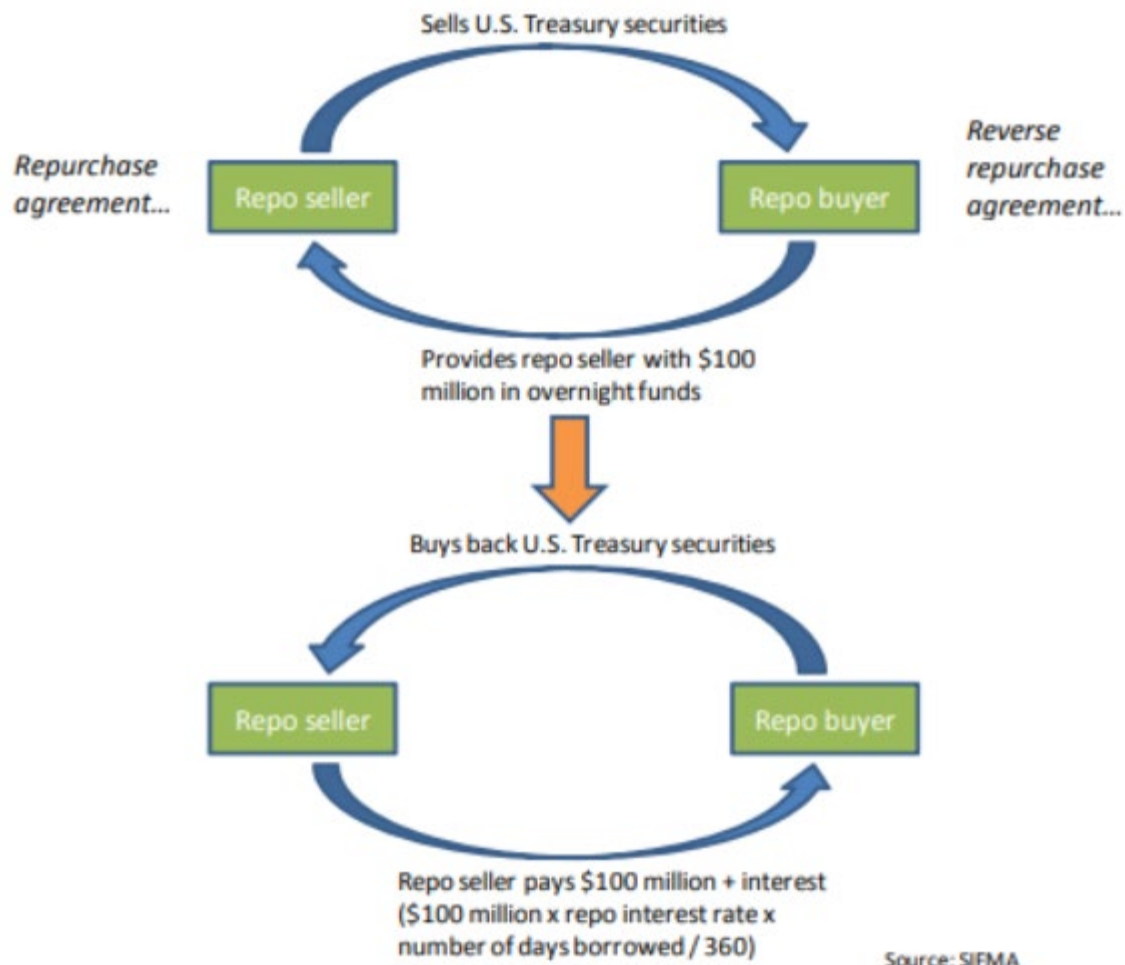 Sells U.S. Treasury securities
Repurchase
agreement...
Repo seller
Repo buyer
Reverse
repurchase
agreement...
Provides repo seller with $100
million in overnight funds
Buys back U.S. Treasury securities
Repo seller
Repo buyer
Repo seller pays $100 million + interest
($100 million x repo interest rate x
number of days borrowed / 360)
Source: SIFMA